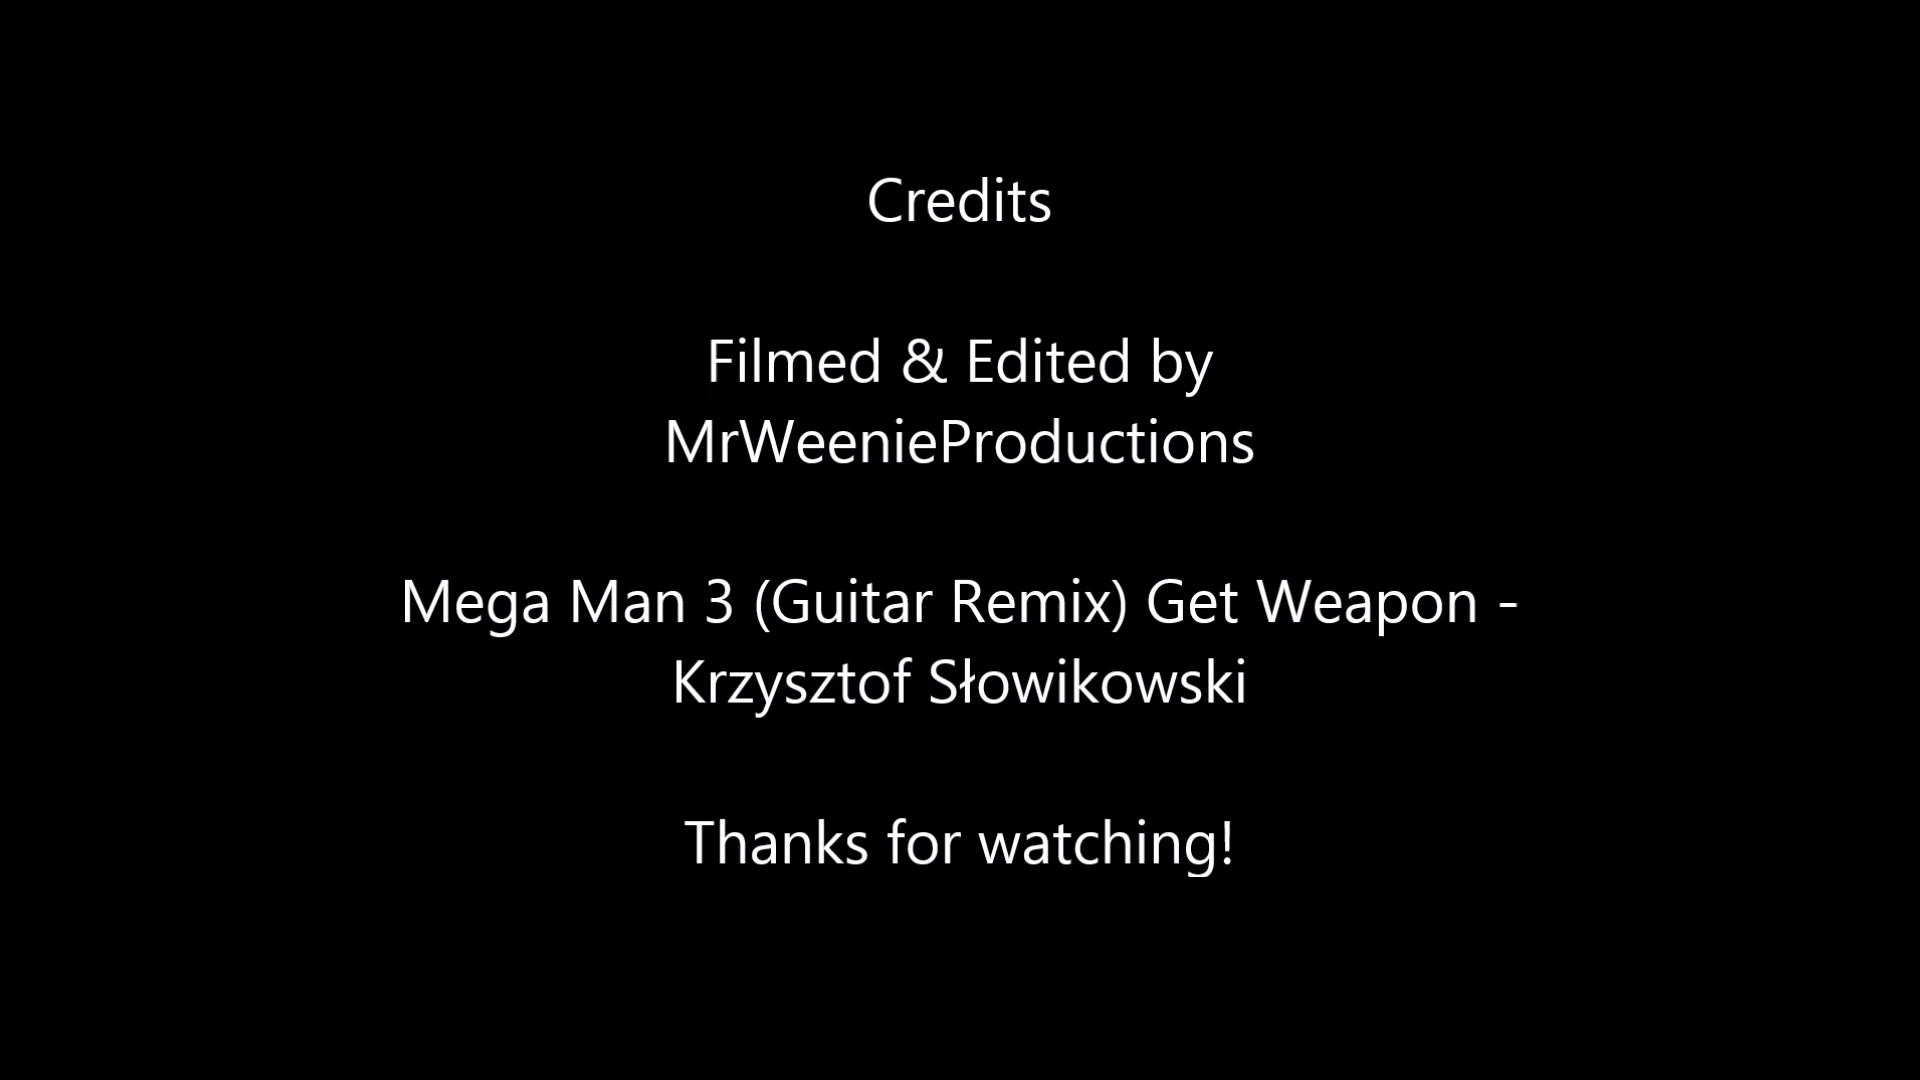 Credits
Filmed & Edited by
MrWeenieProductions
Mega Man 3 (Guitar Remix) Get Weapon -
Krzysztof Słowikowski
Thanks for watching!